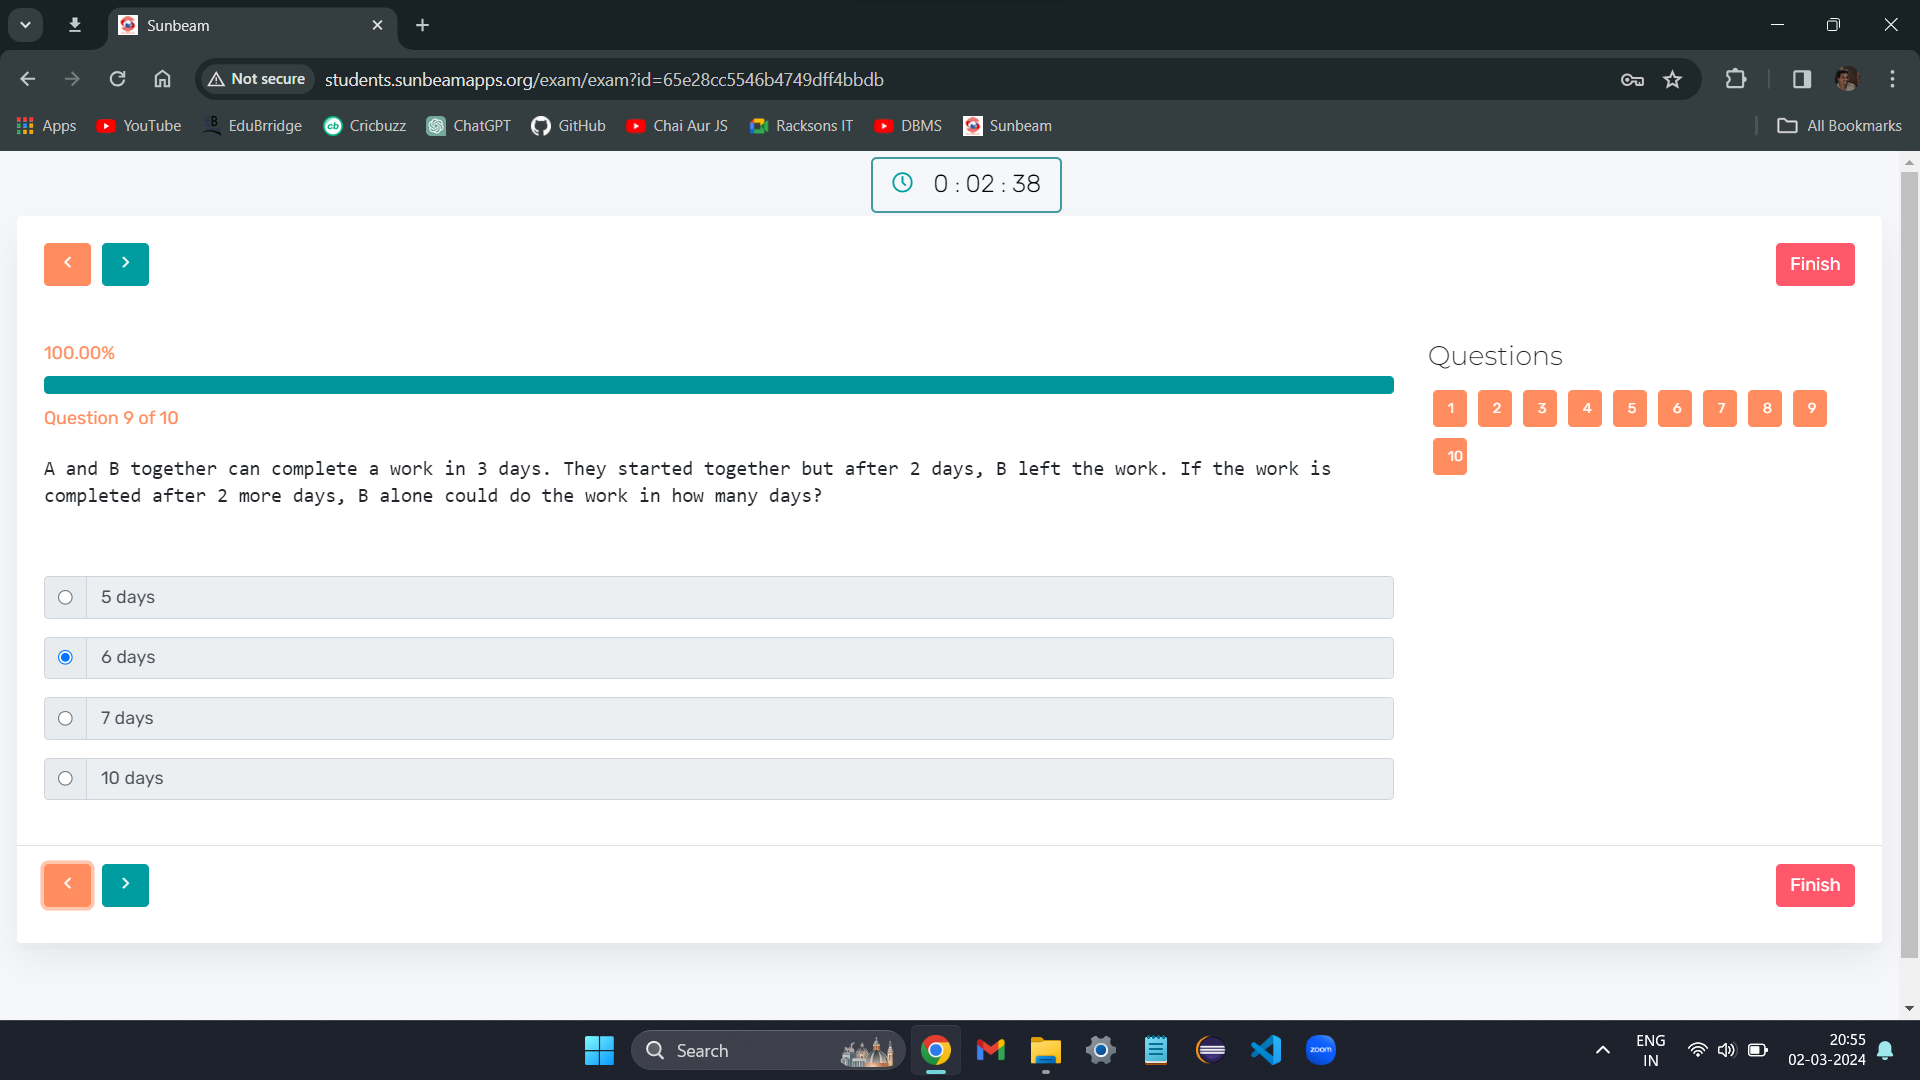 Sunbeam
Not secure students.sunbeamapps.org/exam/exam?id=65e28cc5546b4749dff4bbdb
Apps YouTube EduBrridge Cricbuzz ChatGPT GitHub Chai Aur JS Racksons IT DBMS Sunbeam All Bookmarks
0 : 02 : 38
Finish
100.00%
Question 9 of 10
A and B together can complete a work in 3 days. They started together but after 2 days, B left the work. If the work is
completed after 2 more days, B alone could do the work in how many days?
5 days
6 days
7 days
10 days
Questions
1 2 3 4 5 6 7 8 9
10
Finish
Search
zoom
ENG
IN
20:55
02-03-2024